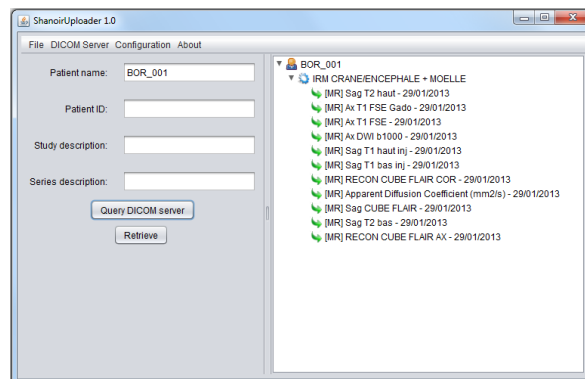 ShanoirUploader 1.0
File DICOM Server Configuration About
Patient name: BOR_001
Patient ID:
Study description:
Series description:
Query DICOM server
Retrieve
BOR_001
IRM CRANE/ENCEPHALE + MOELLE
[MR] Sag T2 haut - 29/01/2013
[MR] Ax T1 FSE Gado - 29/01/2013
[MR] Ax T1 FSE - 29/01/2013
[MR] Ax DWI b1000 - 29/01/2013
[MR] Sag T1 haut inj - 29/01/2013
[MR] Sag T1 bas inj - 29/01/2013
[MR] RECON CUBE FLAIR COR - 29/01/2013
[MR] Apparent Diffusion Coefficient (mm2/s) - 29/01/2013
[MR] Sag CUBE FLAIR - 29/01/2013
[MR] Sag T2 bas - 29/01/2013
[MR] RECON CUBE FLAIR AX - 29/01/2013